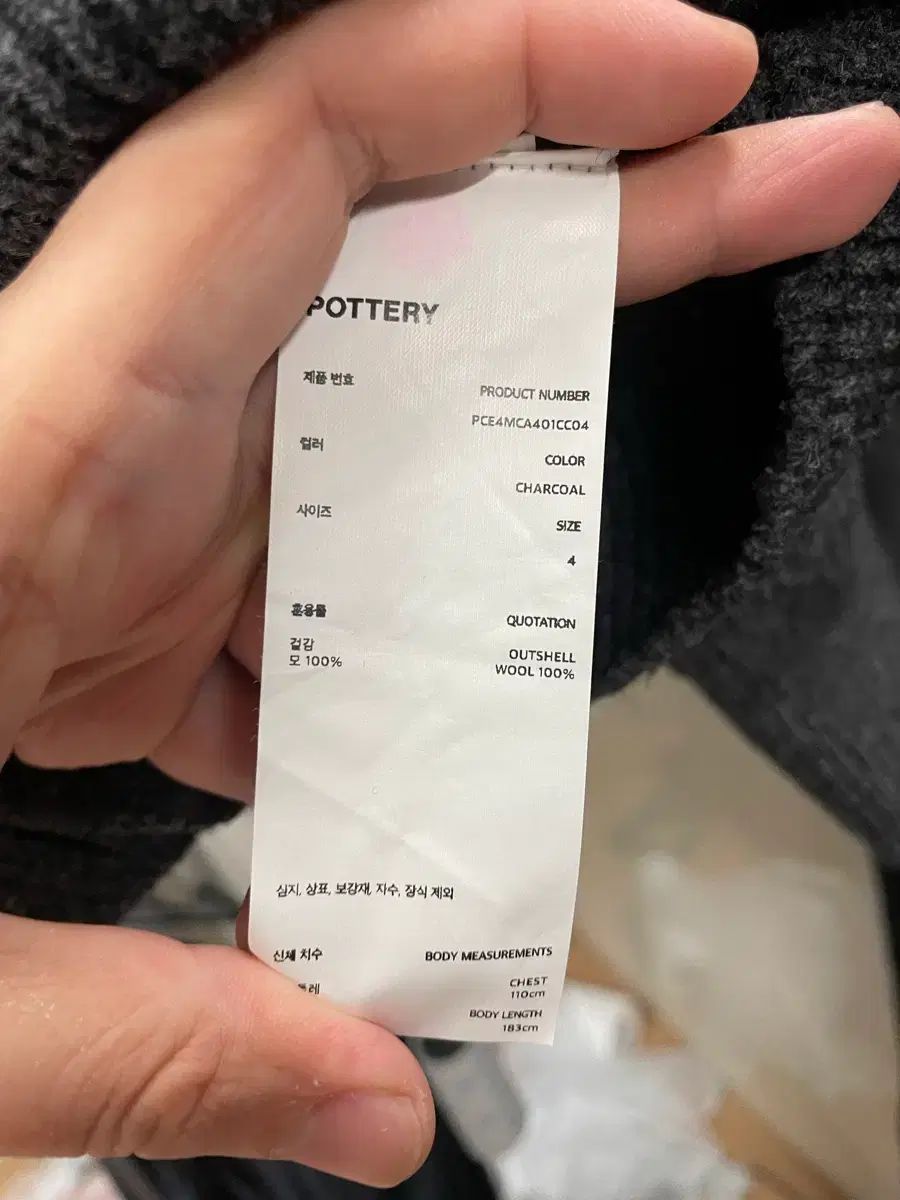 POTTERY
제품 번호
PRODUCT NUMBER
PCE4MCA401CC04
컬러
COLOR
CHARCOAL
사이즈
SIZE
4
혼용률
QUOTATION
겉감
OUTSHELL
모 100%
WOOL 100%
심지, 상표, 보강재, 자수, 장식 제외
신체 치수
BODY MEASUREMENTS
CHEST
110cm
BODY LENGTH
183cm